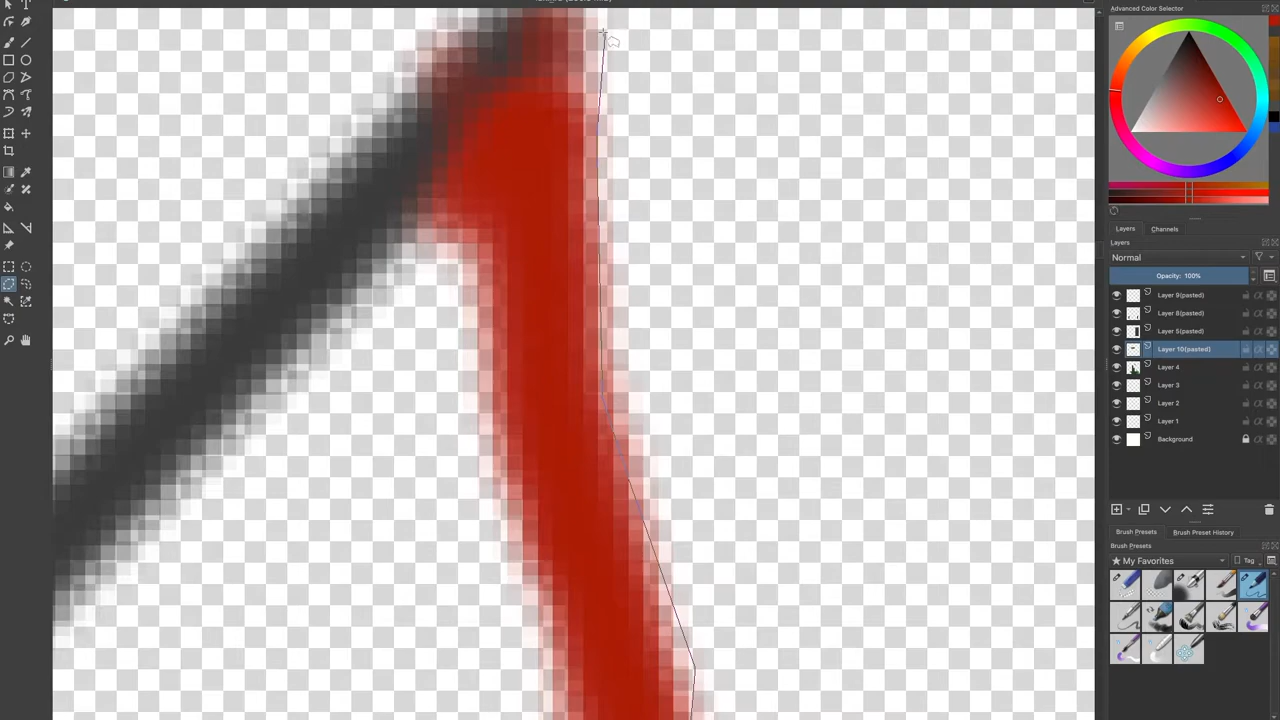 Advanced Color Selector
Layers
Channels
Layers
Normal
Opacity: 100%
Layer 9(pasted)
Layer 8(pasted)
Layer 5(pasted)
Layer 10(pasted)
Layer 4
Layer 3
Layer 2
Layer 1
Background
Brush Presets
Brush Preset History
Brush Presets
★ My Favorites
Tag